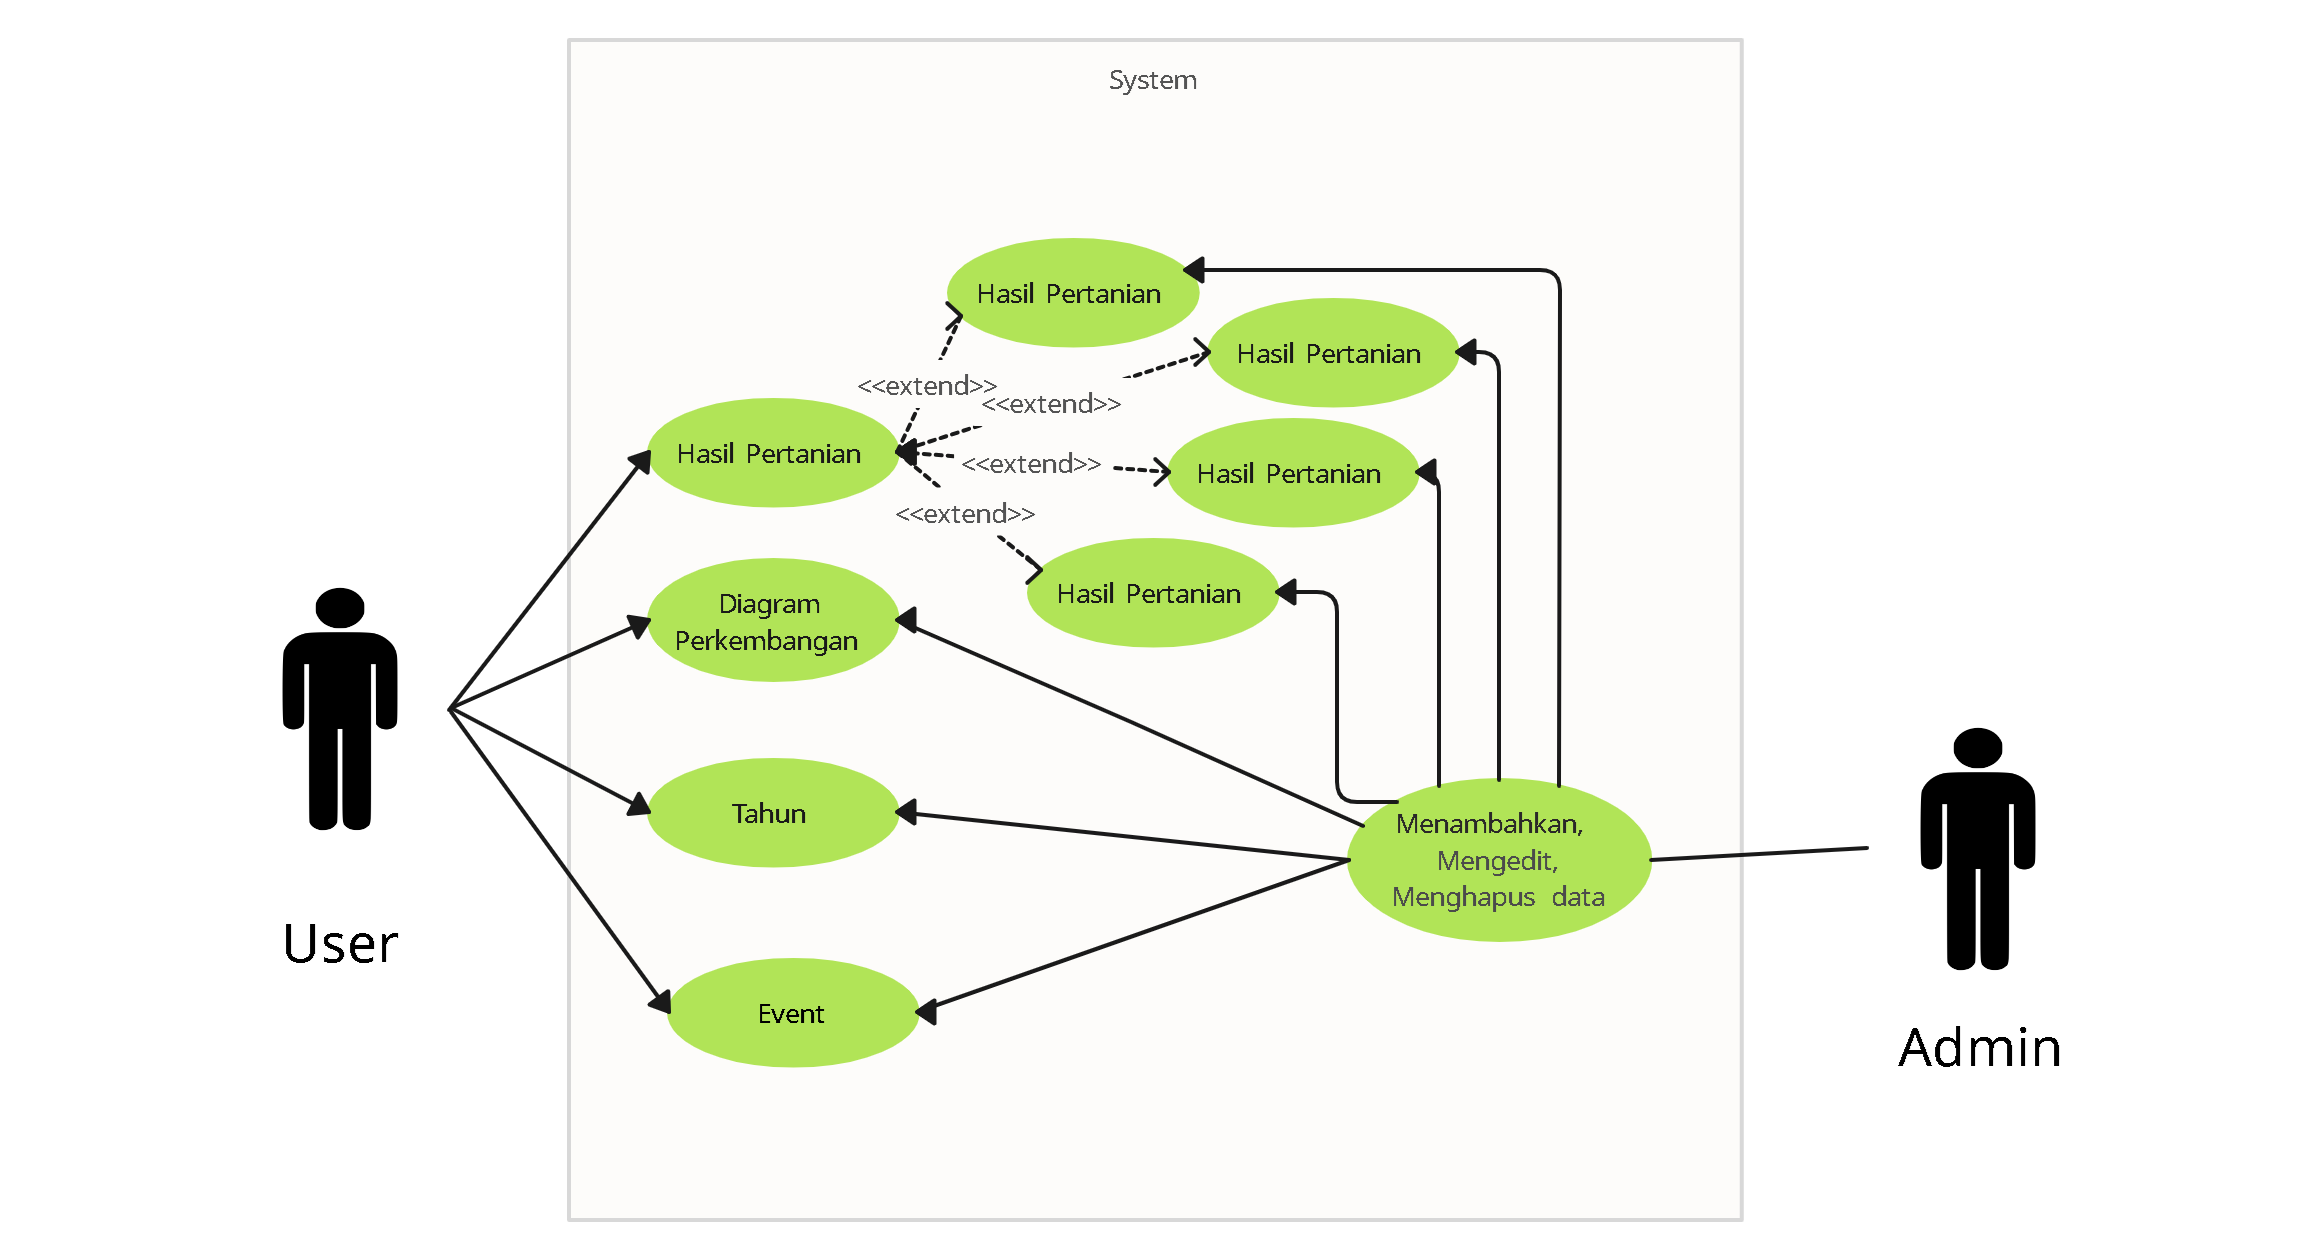 System
Hasil Pertanian
Hasil Pertanian
<<extend>>
<<extend>>
Hasil Pertanian
<<extend>>
Hasil Pertanian
<<extend>>
Hasil Pertanian
Diagram
Perkembangan
Tahun
Menambahkan,
Mengedit,
Menghapus data
User
Event
Admin